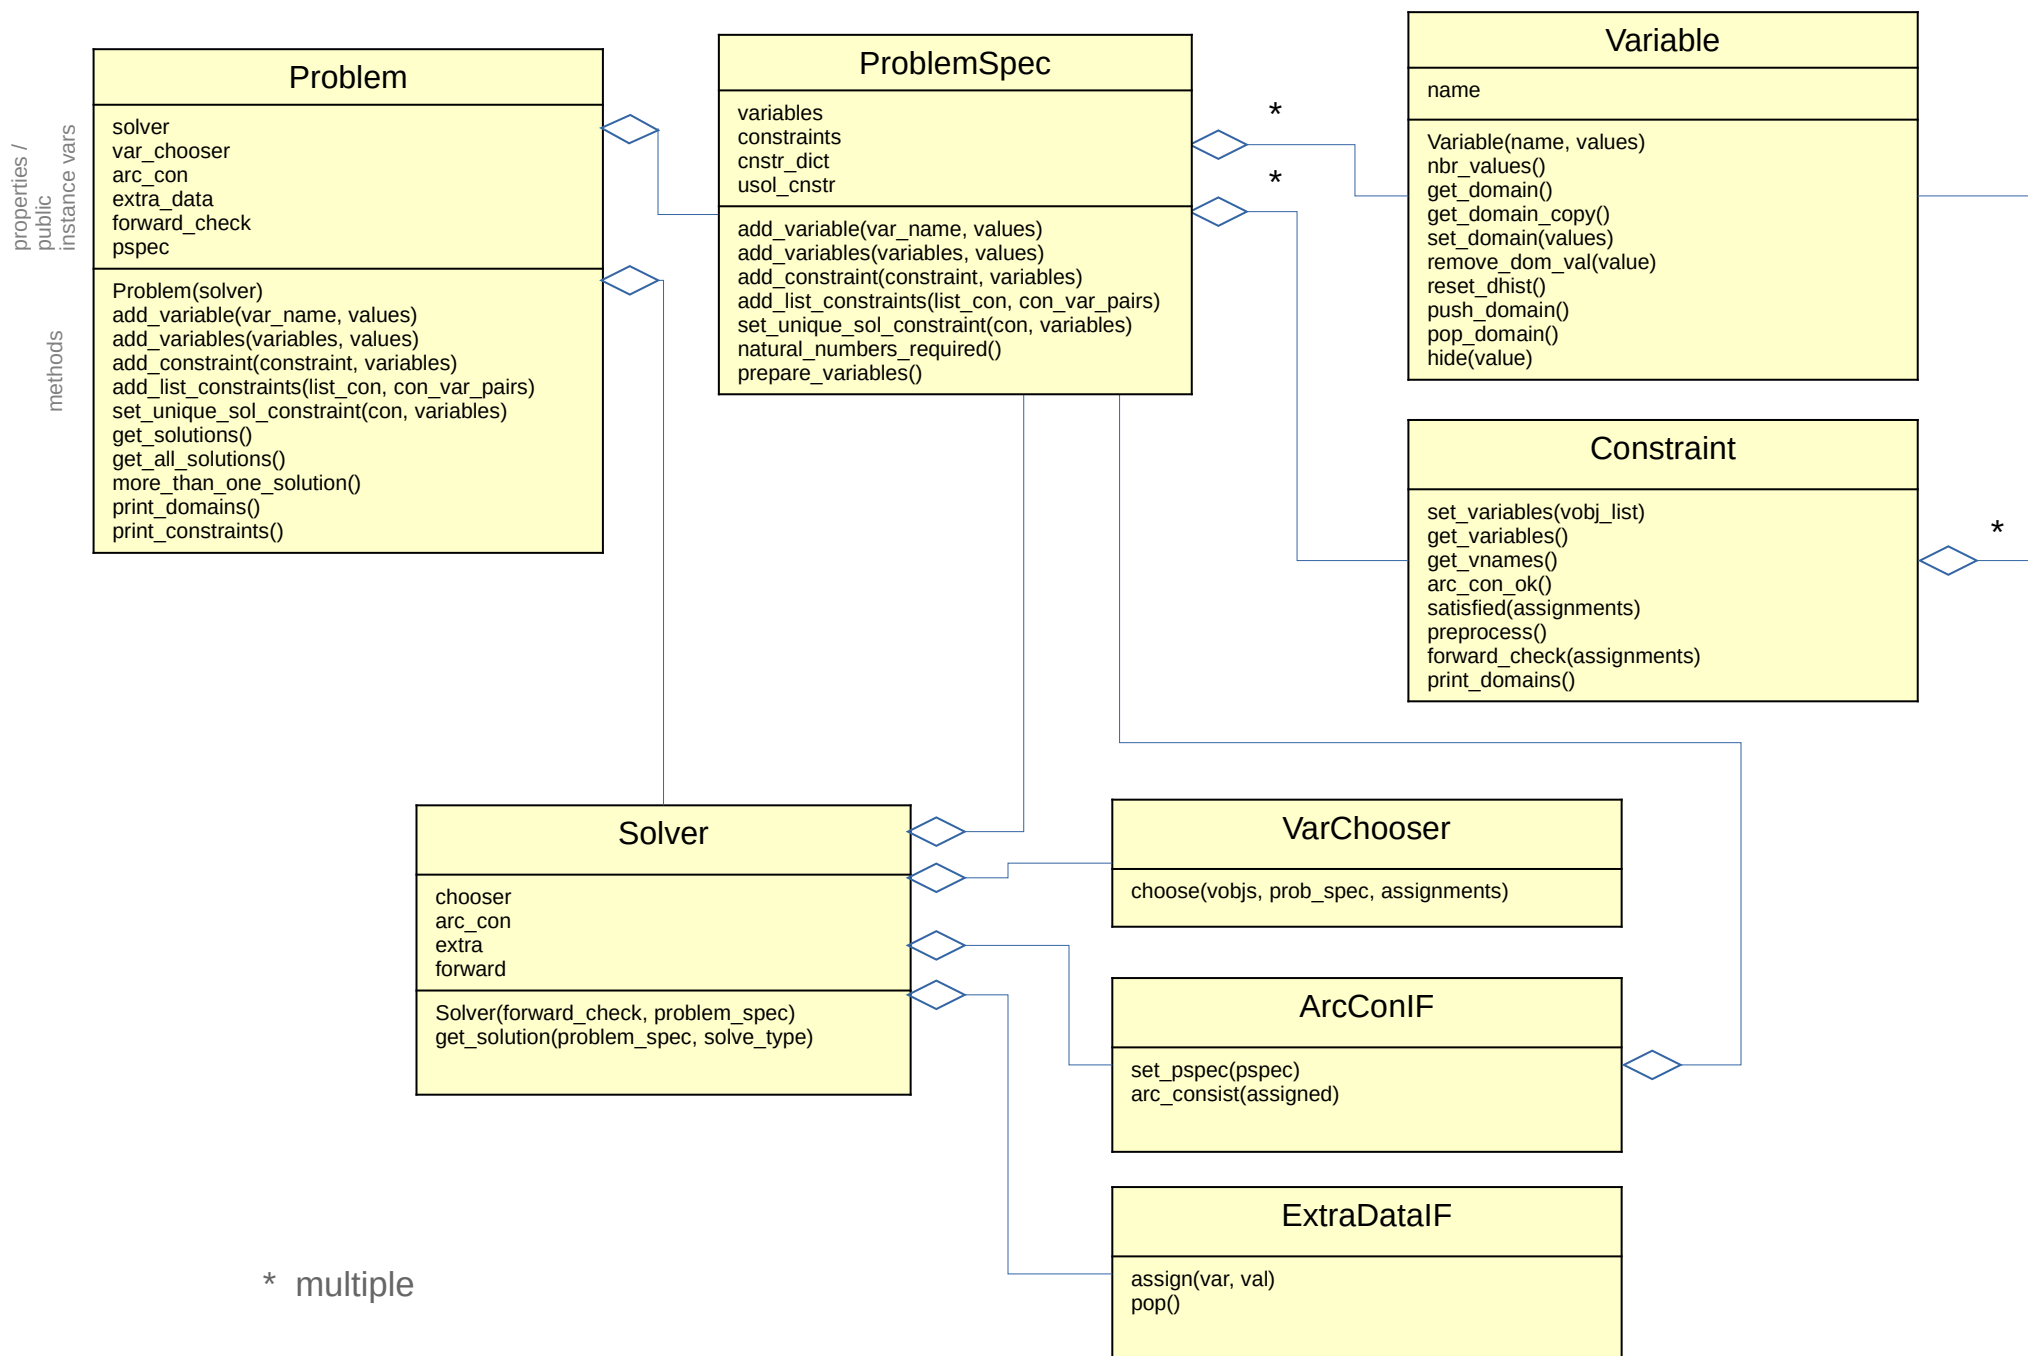 properties /
public
instance vars
methods
Problem
solver
var_chooser
arc_con
extra_data
forward_check
pspec
Problem(solver)
add_variable(var_name, values)
add_variables(variables, values)
add_constraint(constraint, variables)
add_list_constraints(list_con, con_var_pairs)
set_unique_sol_constraint(con, variables)
get_solutions()
get_all_solutions()
more_than_one_solution()
print_domains()
print_constraints()
ProblemSpec
variables
constraints
cnstr_dict
usol_cnstr
add_variable(var_name, values)
add_variables(variables, values)
add_constraint(constraint, variables)
add_list_constraints(list_con, con_var_pairs)
set_unique_sol_constraint(con, variables)
natural_numbers_required()
prepare_variables()
*
*
Variable
name
Variable(name, values)
nbr_values()
get_domain()
get_domain_copy()
set_domain(values)
remove_dom_val(value)
reset_dhist()
push_domain()
pop_domain()
hide(value)
Constraint
set_variables(vobj_list)
get_variables()
get_vnames()
arc_con_ok()
satisfied(assignments)
preprocess()
forward_check(assignments)
print_domains()
*
Solver
chooser
arc_con
extra
forward
Solver(forward_check, problem_spec)
get_solution(problem_spec, solve_type)
VarChooser
choose(vobjs, prob_spec, assignments)
ArcConIF
set_pspec(pspec)
arc_consist(assigned)
ExtraDataIF
assign(var, val)
pop()
* multiple